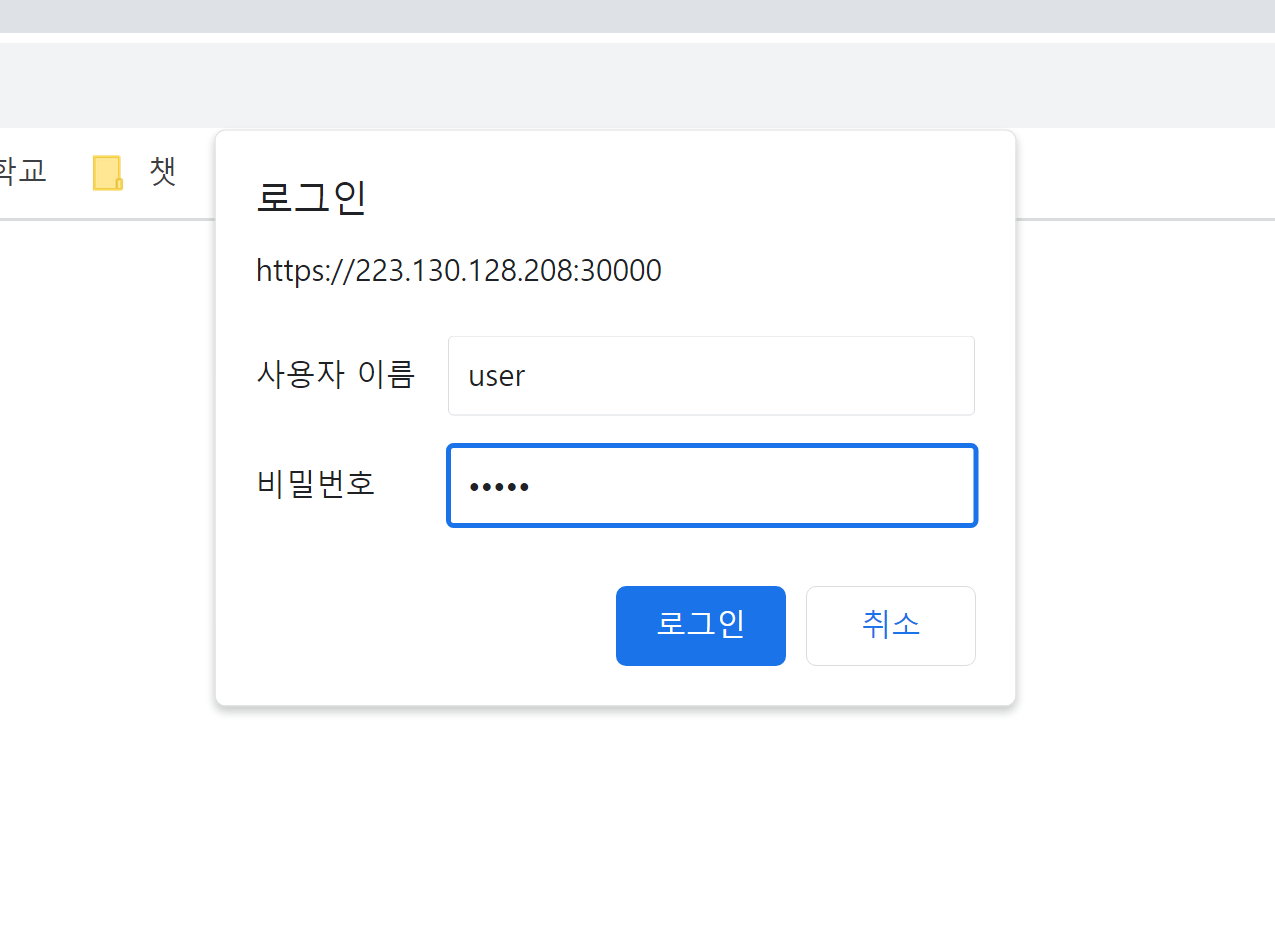 학교 챗
로그인
https://223.130.128.208:30000
사용자 이름 user
비밀번호 •••••
로그인 취소